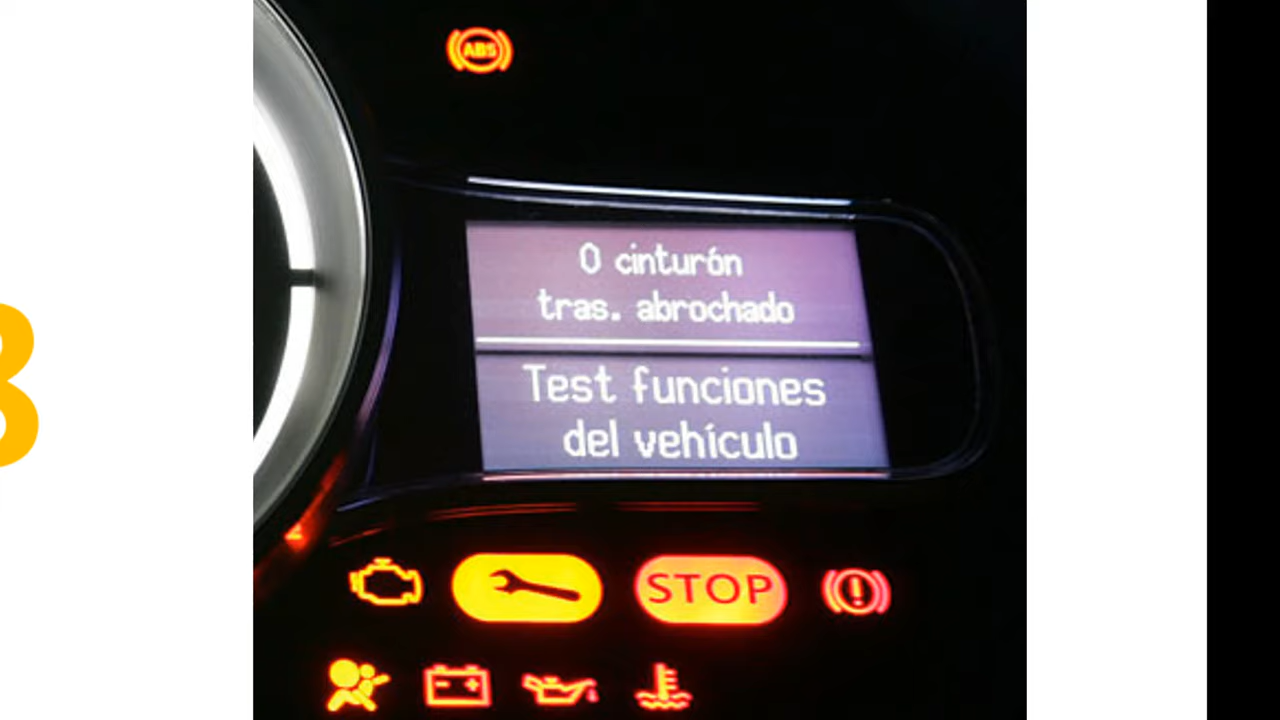 ABS
0 cinturón
tras. abrochado
Test funciones
del vehículo
STOP